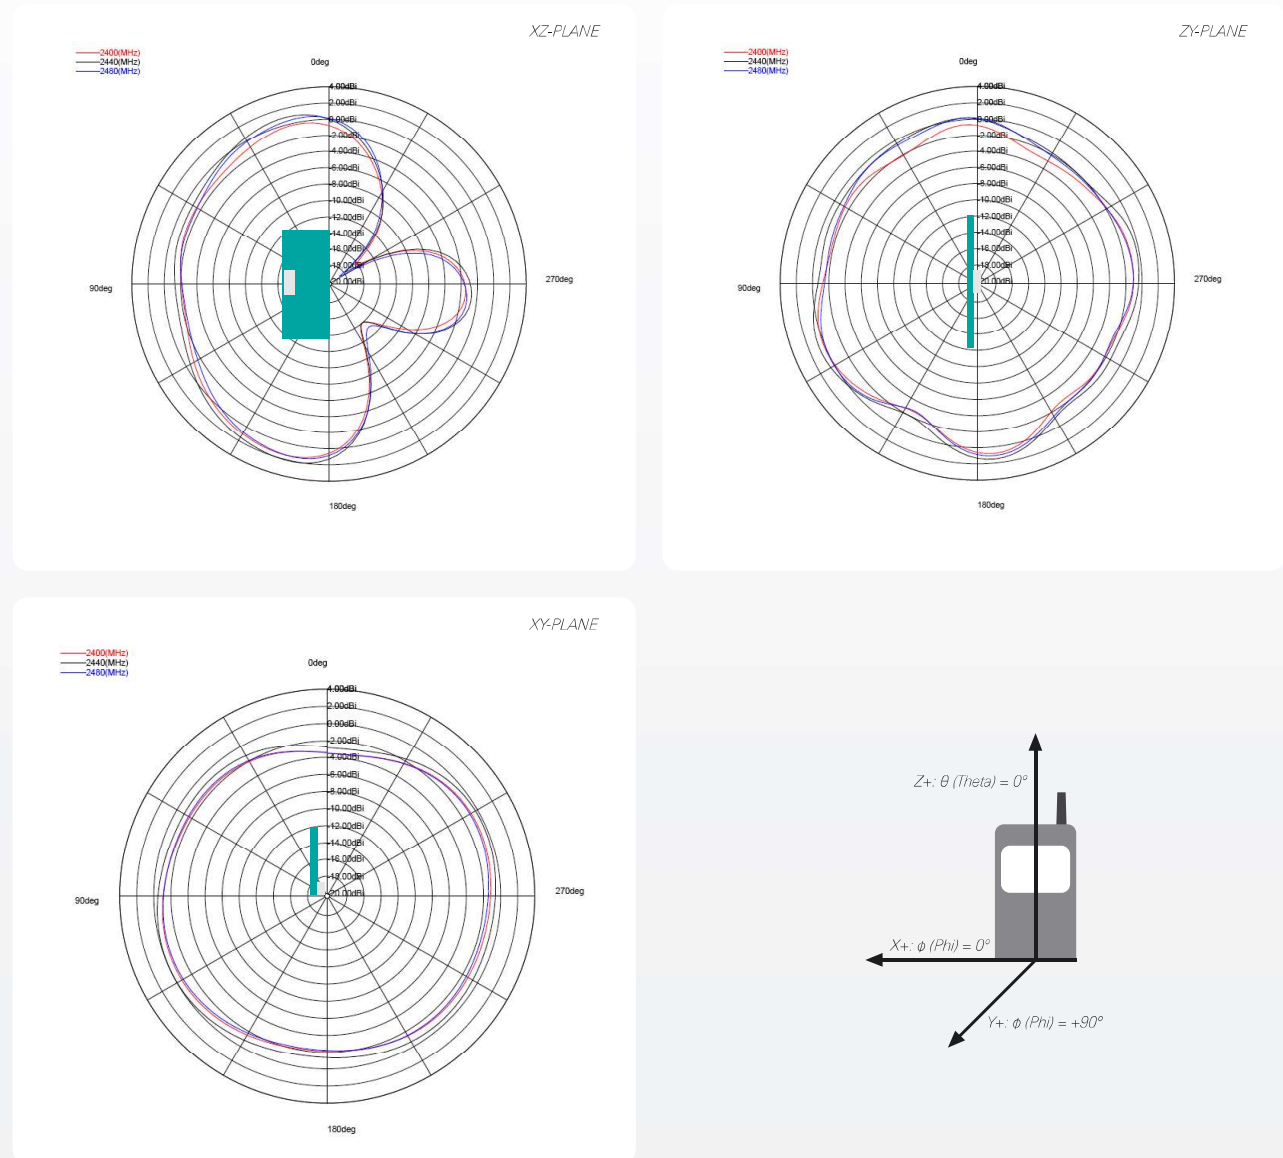 XZ-PLANE
2400(MHz)
2440(MHz)
2480(MHz)
0deg
4.00dBi
2.00dBi
0.00dBi
-2.00dBi
-4.00dBi
-6.00dBi
-8.00dBi
-10.00dBi
-12.00dBi
-14.00dBi
-16.00dBi
-18.00dBi
-20.00dBi
90deg
270deg
180deg
ZY-PLANE
2400(MHz)
2440(MHz)
2480(MHz)
0deg
4.00dBi
2.00dBi
0.00dBi
-2.00dBi
-4.00dBi
-6.00dBi
-8.00dBi
-10.00dBi
-12.00dBi
-14.00dBi
-16.00dBi
-18.00dBi
-20.00dBi
90deg
270deg
180deg
XY-PLANE
2400(MHz)
2440(MHz)
2480(MHz)
0deg
4.00dBi
2.00dBi
0.00dBi
-2.00dBi
-4.00dBi
-6.00dBi
-8.00dBi
-10.00dBi
-12.00dBi
-14.00dBi
-16.00dBi
-18.00dBi
-20.00dBi
90deg
270deg
180deg
Z+: θ (Theta) = 0º
X+: ϕ (Phi) = 0º
Y+: ϕ (Phi) = +90º